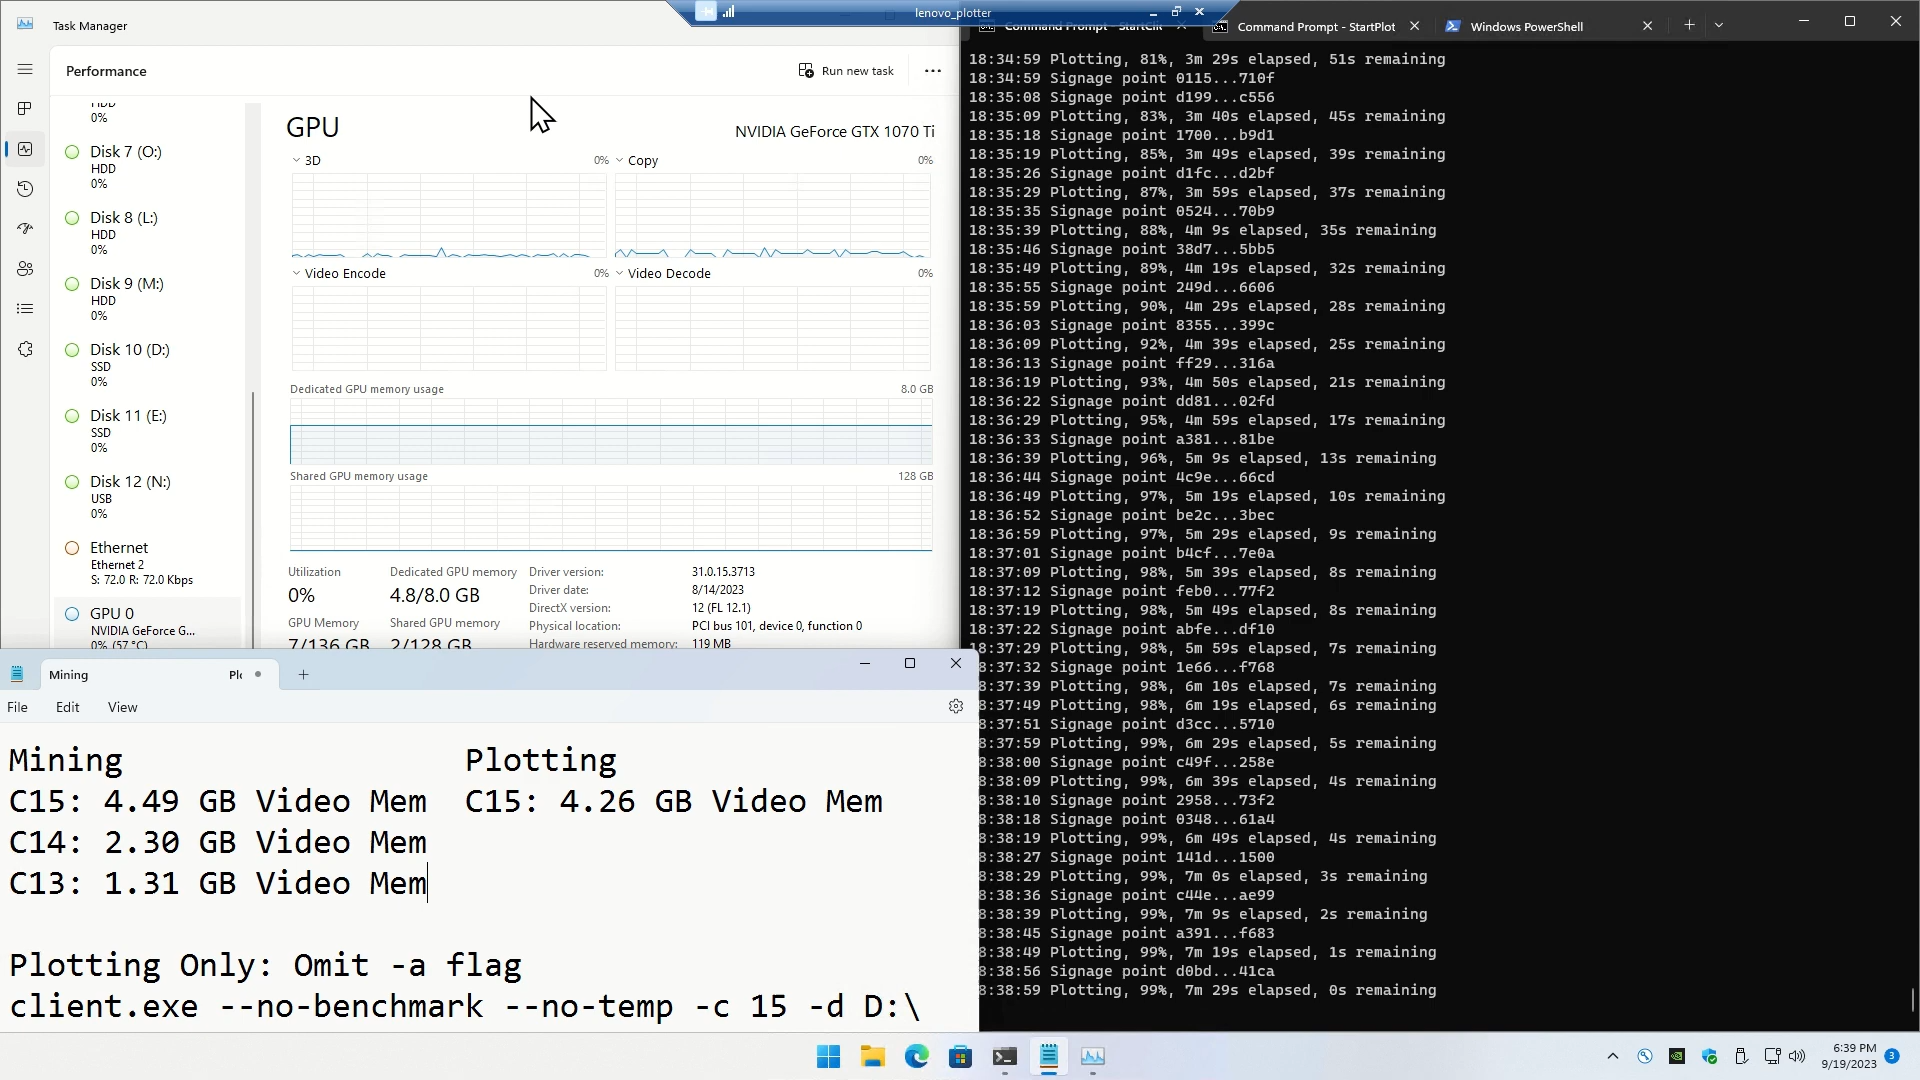 lenovo_plotter
Task Manager
Command Prompt - StartPlot
Windows PowerShell
Performance
Run new task
0%
Disk 7 (O:)
HDD
0%
Disk 8 (L:)
HDD
0%
Disk 9 (M:)
HDD
0%
Disk 10 (D:)
SSD
0%
Disk 11 (E:)
SSD
0%
Disk 12 (N:)
USB
0%
Ethernet
Ethernet 2
S: 72.0 R: 72.0 Kbps
GPU 0
NVIDIA GeForce G...
0% (57 °C)
GPU
NVIDIA GeForce GTX 1070 Ti
3D 0%
Copy 0%
Video Encode 0%
Video Decode 0%
Dedicated GPU memory usage 8.0 GB
Shared GPU memory usage 128 GB
Utilization
0%
Dedicated GPU memory
4.8/8.0 GB
GPU Memory
7/136 GB
Shared GPU memory
2/128 GB
Driver version: 31.0.15.3713
Driver date: 8/14/2023
DirectX version: 12 (FL 12.1)
Physical location: PCI bus 101, device 0, function 0
Hardware reserved memory: 119 MB
18:34:59 Plotting, 81%, 3m 29s elapsed, 51s remaining
18:34:59 Signage point 0115...710f
18:35:08 Signage point d199...c556
18:35:09 Plotting, 83%, 3m 40s elapsed, 45s remaining
18:35:18 Signage point 1700...b9d1
18:35:19 Plotting, 85%, 3m 49s elapsed, 39s remaining
18:35:26 Signage point d1fc...d2bf
18:35:29 Plotting, 87%, 3m 59s elapsed, 37s remaining
18:35:35 Signage point 0524...70b9
18:35:39 Plotting, 88%, 4m 9s elapsed, 35s remaining
18:35:46 Signage point 38d7...5bb5
18:35:49 Plotting, 89%, 4m 19s elapsed, 32s remaining
18:35:55 Signage point 249d...6606
18:35:59 Plotting, 90%, 4m 29s elapsed, 28s remaining
18:36:03 Signage point 8355...399c
18:36:09 Plotting, 92%, 4m 39s elapsed, 25s remaining
18:36:13 Signage point ff29...316a
18:36:19 Plotting, 93%, 4m 50s elapsed, 21s remaining
18:36:22 Signage point dd81...02fd
18:36:29 Plotting, 95%, 4m 59s elapsed, 17s remaining
18:36:33 Signage point a381...81be
18:36:39 Plotting, 96%, 5m 9s elapsed, 13s remaining
18:36:44 Signage point 4c9e...66cd
18:36:49 Plotting, 97%, 5m 19s elapsed, 10s remaining
18:36:52 Signage point be2c...3bec
18:36:59 Plotting, 97%, 5m 29s elapsed, 9s remaining
18:37:01 Signage point b4cf...7e0a
18:37:09 Plotting, 98%, 5m 39s elapsed, 8s remaining
18:37:12 Signage point feb0...77f2
18:37:19 Plotting, 98%, 5m 49s elapsed, 8s remaining
18:37:22 Signage point abfe...df10
8:37:29 Plotting, 98%, 5m 59s elapsed, 7s remaining
8:37:32 Signage point 1e66...f768
8:37:39 Plotting, 98%, 6m 10s elapsed, 7s remaining
8:37:49 Plotting, 98%, 6m 19s elapsed, 6s remaining
8:37:51 Signage point d3cc...5710
8:37:59 Plotting, 99%, 6m 29s elapsed, 5s remaining
8:38:00 Signage point c49f...258e
8:38:09 Plotting, 99%, 6m 39s elapsed, 4s remaining
8:38:10 Signage point 2958...73f2
8:38:18 Signage point 0348...61a4
8:38:19 Plotting, 99%, 6m 49s elapsed, 4s remaining
8:38:27 Signage point 141d...1500
8:38:29 Plotting, 99%, 7m 0s elapsed, 3s remaining
8:38:36 Signage point c44e...ae99
8:38:39 Plotting, 99%, 7m 9s elapsed, 2s remaining
8:38:45 Signage point a391...f683
8:38:49 Plotting, 99%, 7m 19s elapsed, 1s remaining
8:38:56 Signage point d0bd...41ca
8:38:59 Plotting, 99%, 7m 29s elapsed, 0s remaining
Mining Plo
File Edit View
Mining Plotting
C15: 4.49 GB Video Mem C15: 4.26 GB Video Mem
C14: 2.30 GB Video Mem
C13: 1.31 GB Video Mem
Plotting Only: Omit -a flag
client.exe --no-benchmark --no-temp -c 15 -d D:\
6:39 PM
9/19/2023
3